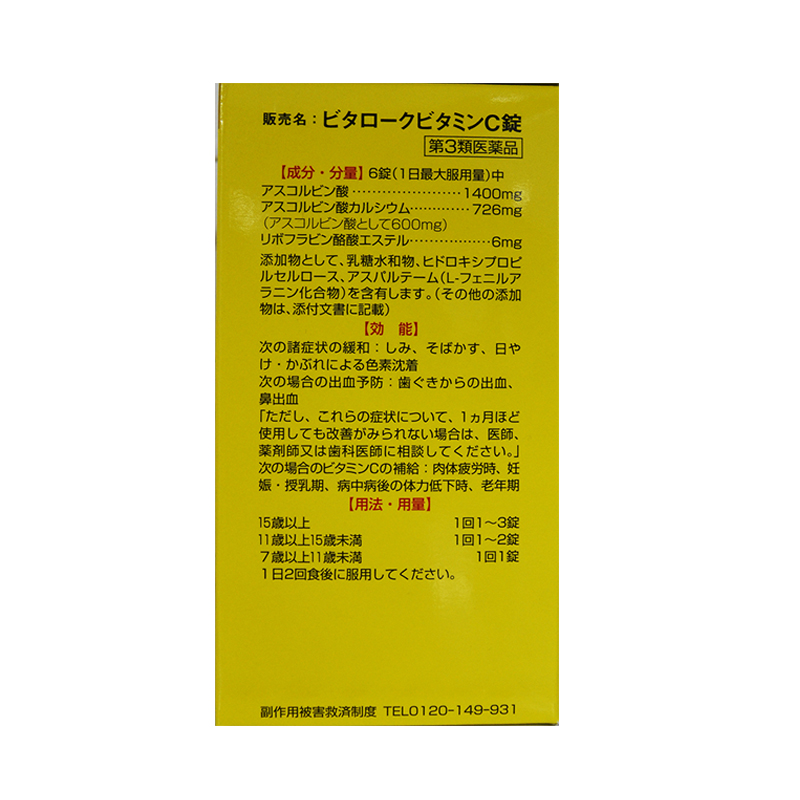 販売名：ビタロークビタミンC錠
第3類医薬品
【成分・分量】6錠(1日最大服用量)中
アスコルビン酸……………………1400mg
アスコルビン酸カルシウム…………726mg
(アスコルビン酸として600mg)
リボフラビン酪酸エステル………………6mg
添加物として、乳糖水和物、ヒドロキシプロピ
ルセルロース、アスパルテーム(L-フェニルア
ラニン化合物)を含有します。(その他の添加
物は、添付文書に記載)
【効　能】
次の諸症状の緩和：しみ、そばかす、日や
け・かぶれによる色素沈着
次の場合の出血予防：歯ぐきからの出血、
鼻出血
「ただし、これらの症状について、1ヵ月ほど
使用しても改善がみられない場合は、医師、
薬剤師又は歯科医師に相談してください。」
次の場合のビタミンCの補給：肉体疲労時、妊
娠・授乳期、病中病後の体力低下時、老年期
【用法・用量】
15歳以上　1回1〜3錠
11歳以上15歳未満　1回1〜2錠
7歳以上11歳未満　1回1錠
1日2回食後に服用してください。
副作用被害救済制度 TEL0120-149-931